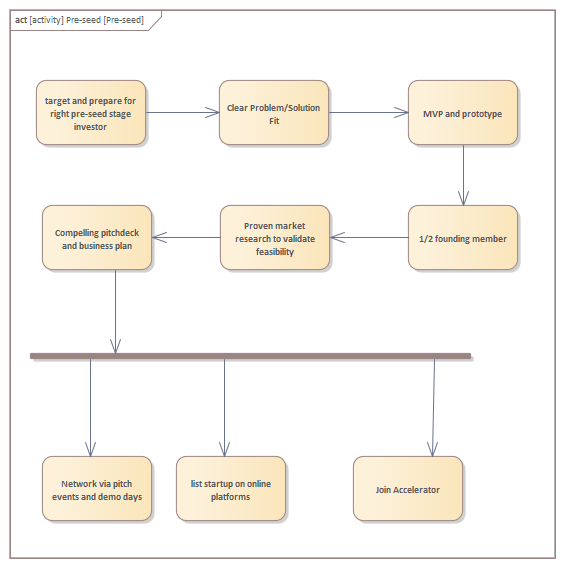 act [activity] Pre-seed [Pre-seed]
target and prepare for
right pre-seed stage
investor
Clear Problem/Solution
Fit
MVP and prototype
Compelling pitchdeck
and business plan
Proven market
research to validate
feasibility
1/2 founding member
Network via pitch
events and demo days
list startup on online
platforms
Join Accelerator